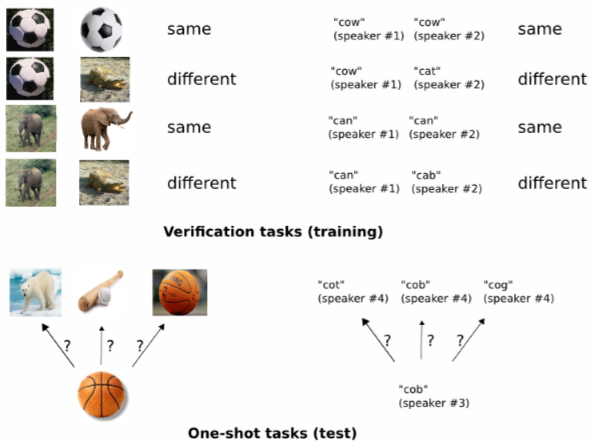 same "cow" "cow" same
(speaker #1) (speaker #2)
different "cow" "cat" different
(speaker #1) (speaker #2)
same "can" "can" same
(speaker #1) (speaker #2)
different "can" "cab" different
(speaker #1) (speaker #2)
Verification tasks (training)
"cot" "cob" "cog"
(speaker #4) (speaker #4) (speaker #4)
? ? ? ? ? ?
"cob"
(speaker #3)
One-shot tasks (test)